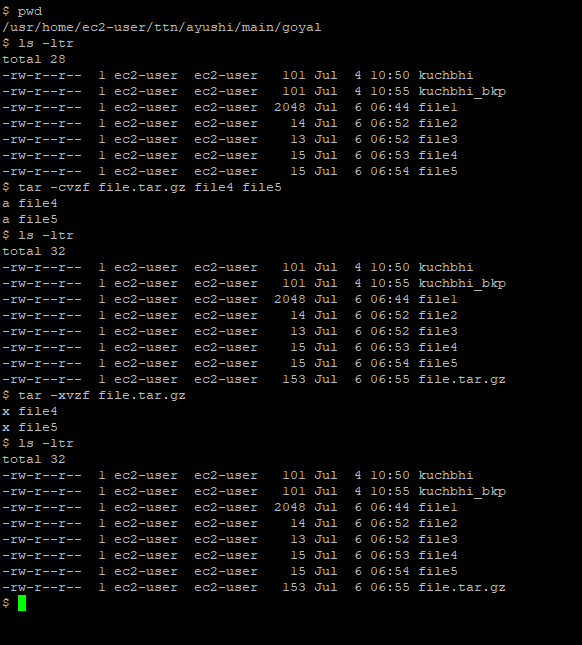 $ pwd
/usr/home/ec2-user/ttn/ayushi/main/goyal
$ ls -ltr
total 28
-rw-r--r--  1 ec2-user  ec2-user   101 Jul  4 10:50 kuchbhi
-rw-r--r--  1 ec2-user  ec2-user   101 Jul  4 10:55 kuchbhi_bkp
-rw-r--r--  1 ec2-user  ec2-user  2048 Jul  6 06:44 file1
-rw-r--r--  1 ec2-user  ec2-user    14 Jul  6 06:52 file2
-rw-r--r--  1 ec2-user  ec2-user    13 Jul  6 06:52 file3
-rw-r--r--  1 ec2-user  ec2-user    15 Jul  6 06:53 file4
-rw-r--r--  1 ec2-user  ec2-user    15 Jul  6 06:54 file5
$ tar -cvzf file.tar.gz file4 file5
a file4
a file5
$ ls -ltr
total 32
-rw-r--r--  1 ec2-user  ec2-user   101 Jul  4 10:50 kuchbhi
-rw-r--r--  1 ec2-user  ec2-user   101 Jul  4 10:55 kuchbhi_bkp
-rw-r--r--  1 ec2-user  ec2-user  2048 Jul  6 06:44 file1
-rw-r--r--  1 ec2-user  ec2-user    14 Jul  6 06:52 file2
-rw-r--r--  1 ec2-user  ec2-user    13 Jul  6 06:52 file3
-rw-r--r--  1 ec2-user  ec2-user    15 Jul  6 06:53 file4
-rw-r--r--  1 ec2-user  ec2-user    15 Jul  6 06:54 file5
-rw-r--r--  1 ec2-user  ec2-user   153 Jul  6 06:55 file.tar.gz
$ tar -xvzf file.tar.gz
x file4
x file5
$ ls -ltr
total 32
-rw-r--r--  1 ec2-user  ec2-user   101 Jul  4 10:50 kuchbhi
-rw-r--r--  1 ec2-user  ec2-user   101 Jul  4 10:55 kuchbhi_bkp
-rw-r--r--  1 ec2-user  ec2-user  2048 Jul  6 06:44 file1
-rw-r--r--  1 ec2-user  ec2-user    14 Jul  6 06:52 file2
-rw-r--r--  1 ec2-user  ec2-user    13 Jul  6 06:52 file3
-rw-r--r--  1 ec2-user  ec2-user    15 Jul  6 06:53 file4
-rw-r--r--  1 ec2-user  ec2-user    15 Jul  6 06:54 file5
-rw-r--r--  1 ec2-user  ec2-user   153 Jul  6 06:55 file.tar.gz
$